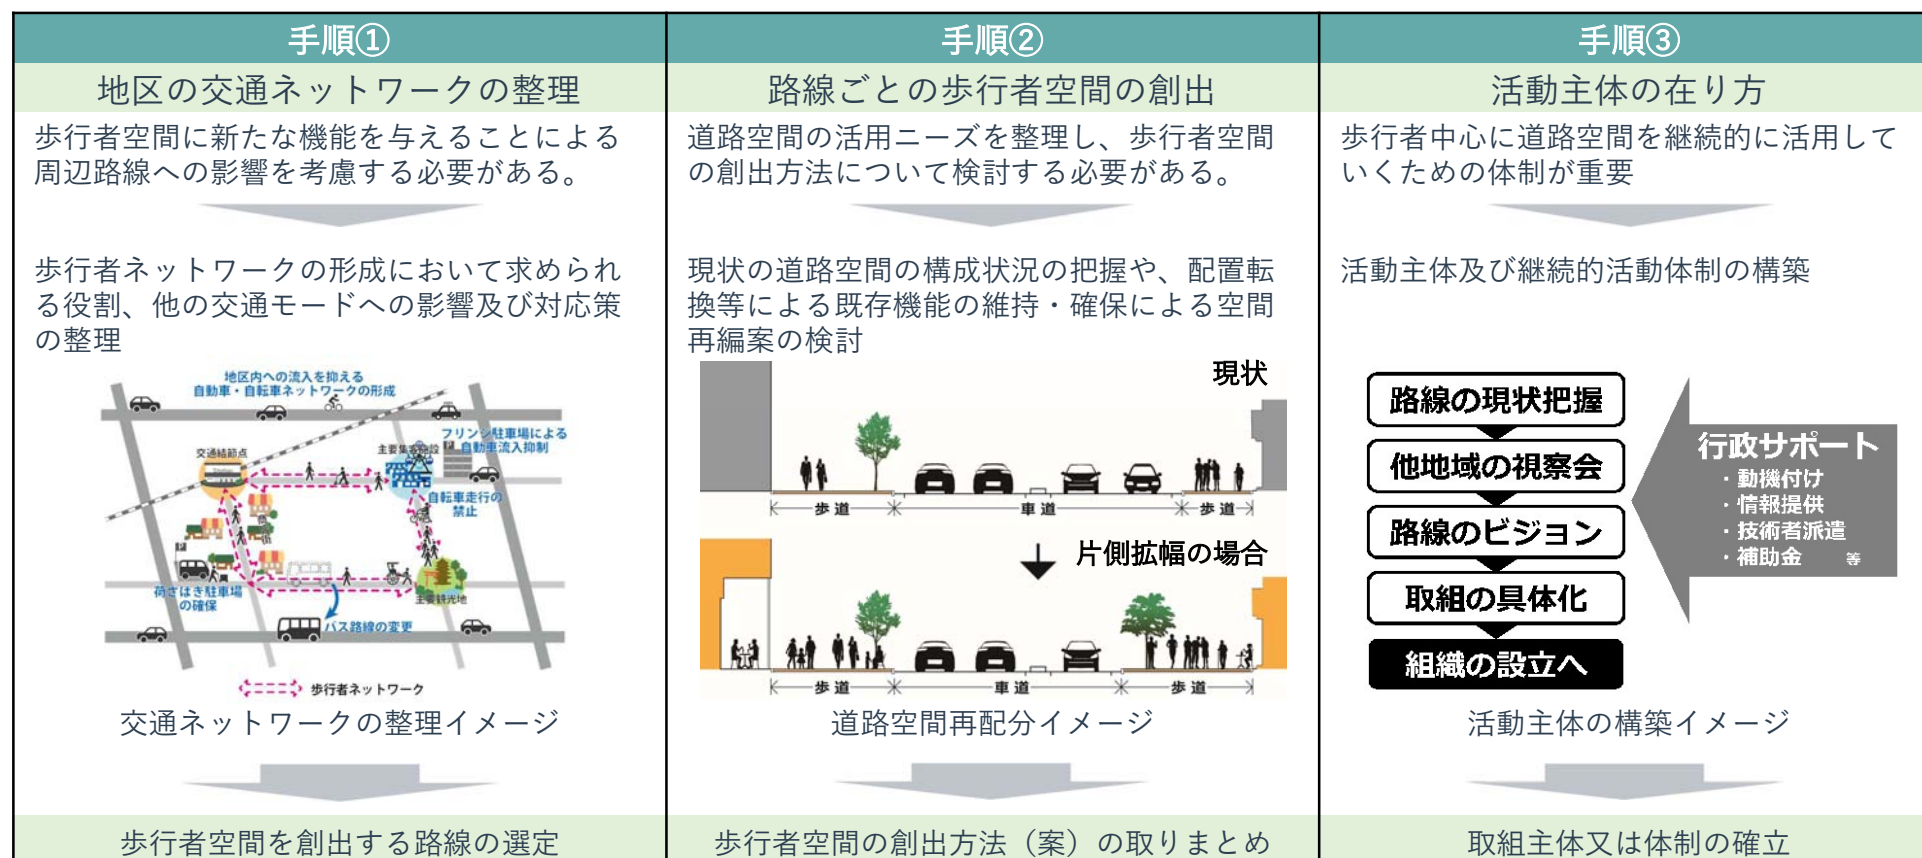 手順①
地区の交通ネットワークの整理
歩行者空間に新たな機能を与えることによる
周辺路線への影響を考慮する必要がある。
歩行者ネットワークの形成において求められ
る役割、他の交通モードへの影響及び対応策
の整理
地区内への流入を抑える
自動車・自転車ネットワークの形成
フリンジ駐車場による
自動車流入抑制
交通結節点
主要集客施設
自転車走行の
禁止
荷さばき駐車場
の確保
主要観光地
バス路線の変更
歩行者ネットワーク
交通ネットワークの整理イメージ
歩行者空間を創出する路線の選定
手順②
路線ごとの歩行者空間の創出
道路空間の活用ニーズを整理し、歩行者空間
の創出方法について検討する必要がある。
現状の道路空間の構成状況の把握や、配置転
換等による既存機能の維持・確保による空間
再編案の検討
現状
歩道 車道 歩道
片側拡幅の場合
歩道 車道 歩道
道路空間再配分イメージ
歩行者空間の創出方法（案）の取りまとめ
手順③
活動主体の在り方
歩行者中心に道路空間を継続的に活用して
いくための体制が重要
活動主体及び継続的活動体制の構築
路線の現状把握
他地域の視察会
路線のビジョン
取組の具体化
組織の設立へ
行政サポート
・動機付け
・情報提供
・技術者派遣
・補助金 等
活動主体の構築イメージ
取組主体又は体制の確立